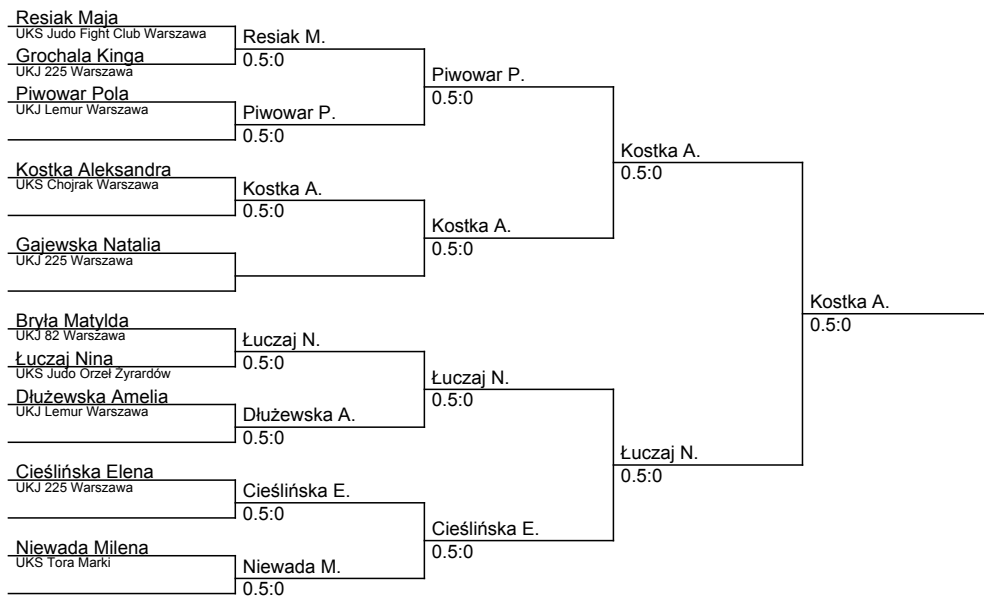 Resiak Maja
UKS Judo Fight Club Warszawa
Grochala Kinga
UKJ 225 Warszawa
Piwowar Pola
UKJ Lemur Warszawa
Kostka Aleksandra
UKS Chojrak Warszawa
Gajewska Natalia
UKJ 225 Warszawa
Bryła Matylda
UKJ 82 Warszawa
Łuczaj Nina
UKS Judo Orzeł Żyrardów
Dłużewska Amelia
UKJ Lemur Warszawa
Cieślińska Elena
UKJ 225 Warszawa
Niewada Milena
UKS Tora Marki
Resiak M.
0.5:0
Piwowar P.
0.5:0
Kostka A.
0.5:0
Łuczaj N.
0.5:0
Dłużewska A.
0.5:0
Cieślińska E.
0.5:0
Niewada M.
0.5:0
Piwowar P.
0.5:0
Kostka A.
0.5:0
Łuczaj N.
0.5:0
Cieślińska E.
0.5:0
Kostka A.
0.5:0
Łuczaj N.
0.5:0
Kostka A.
0.5:0